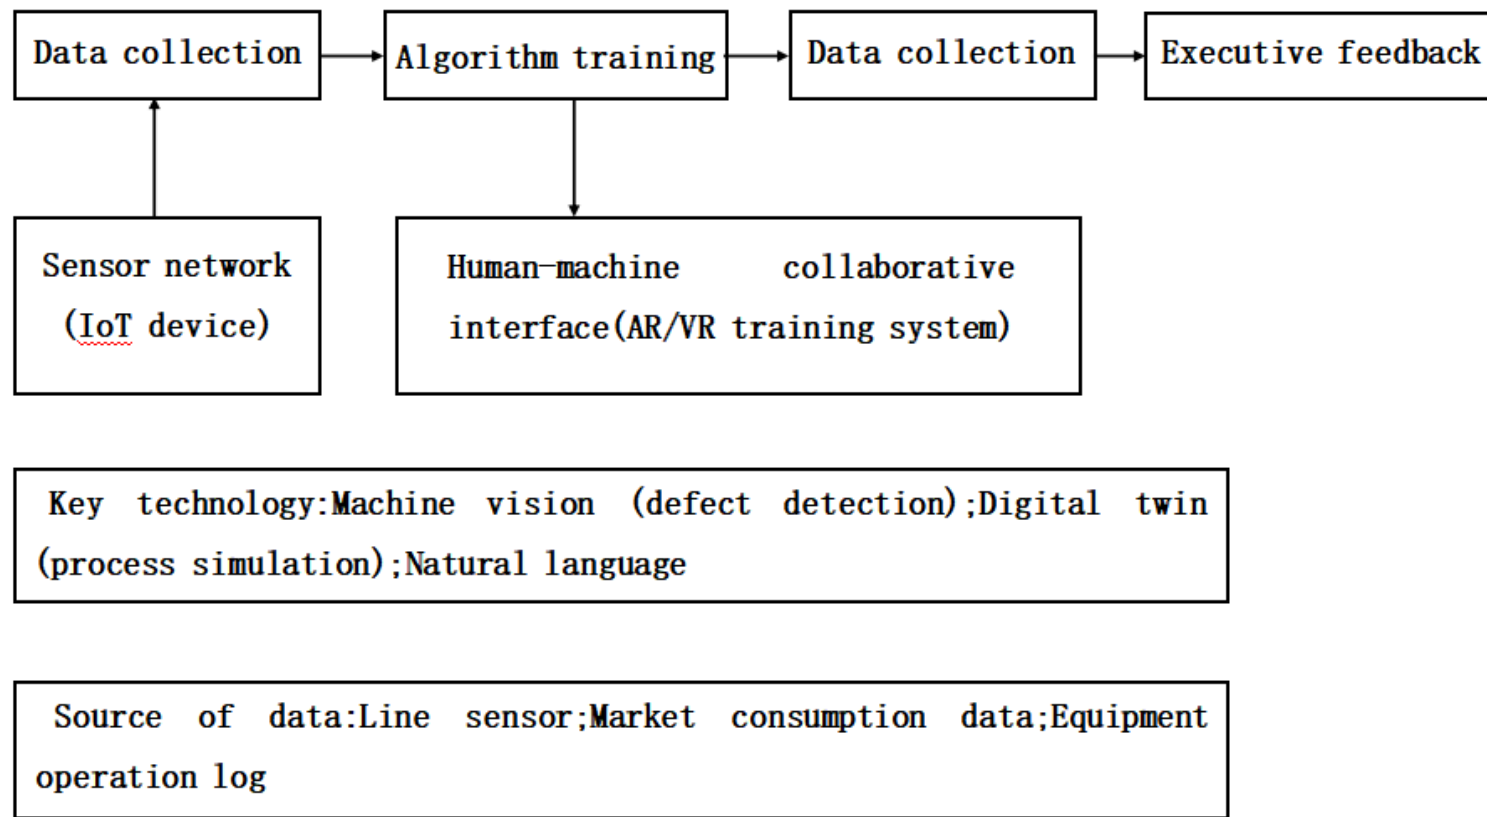 Data collection
Algorithm training
Data collection
Executive feedback
Sensor network
(IoT device)
Human-machine collaborative
interface(AR/VR training system)
Key technology:Machine vision (defect detection);Digital twin
(process simulation);Natural language
Source of data:Line sensor;Market consumption data;Equipment
operation log